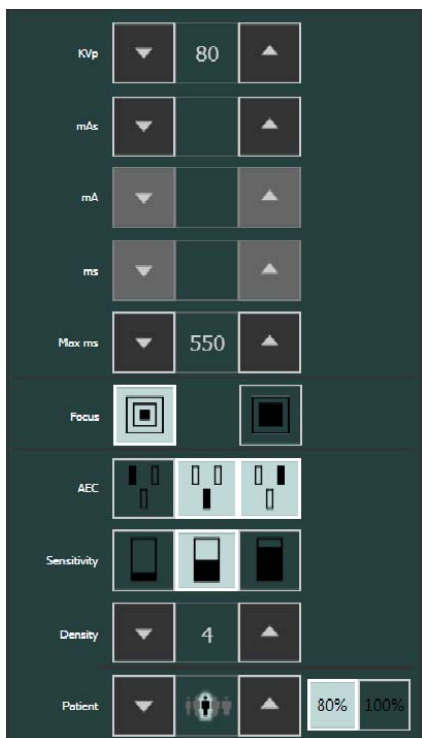 KVp 80
mAs
mA
ms
Max ms 550
Focus
AEC
Sensitivity
Density 4
Patient 80% 100%